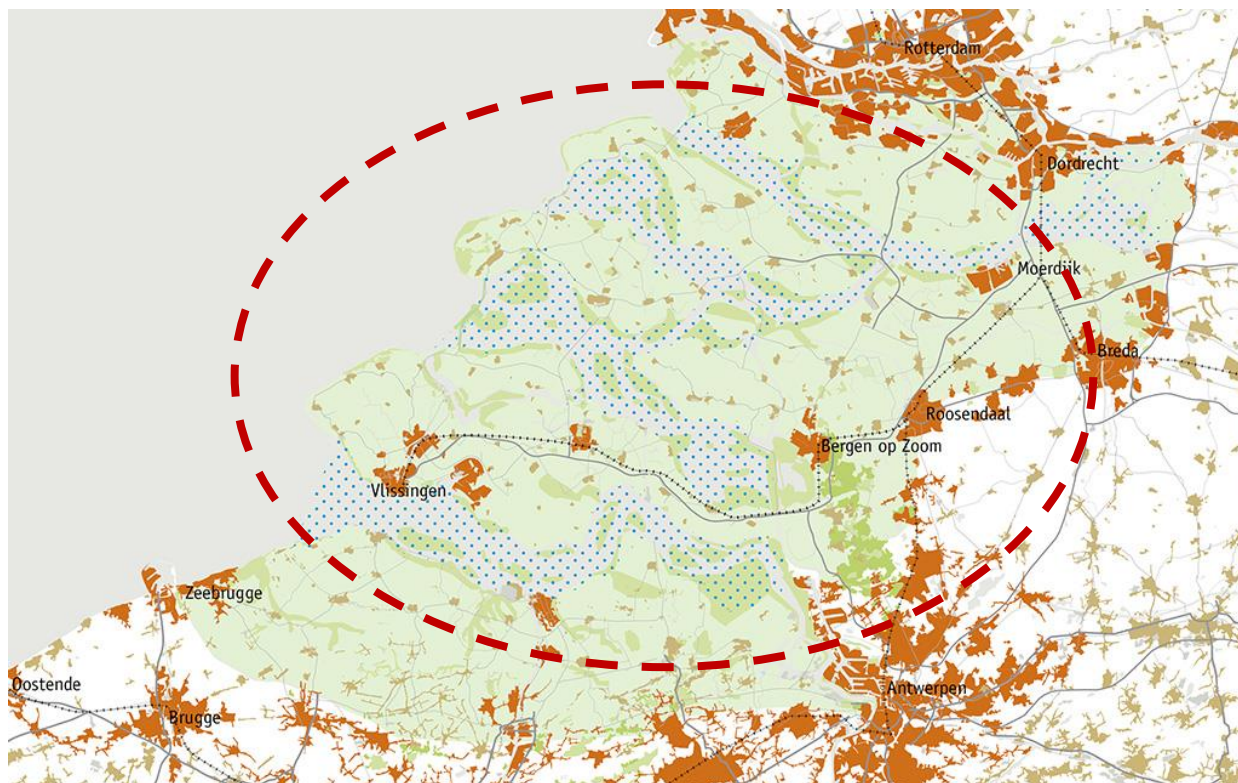 Rotterdam
Dordrecht
Moerdijk
Breda
Roosendaal
Bergen op Zoom
Vlissingen
Zeebrugge
Oostende
Antwerpen
Brugge